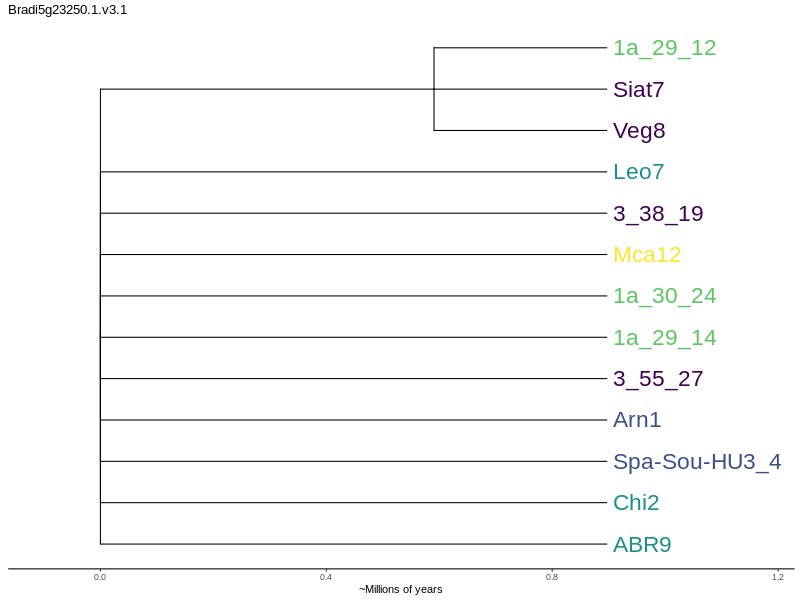 Bradi5g23250.1.v3.1
1a_29_12
Siat7
Veg8
Leo7
3_38_19
Mca12
1a_30_24
1a_29_14
3_55_27
Arn1
Spa-Sou-HU3_4
Chi2
ABR9
0.0 0.4 0.8 1.2
~Millions of years